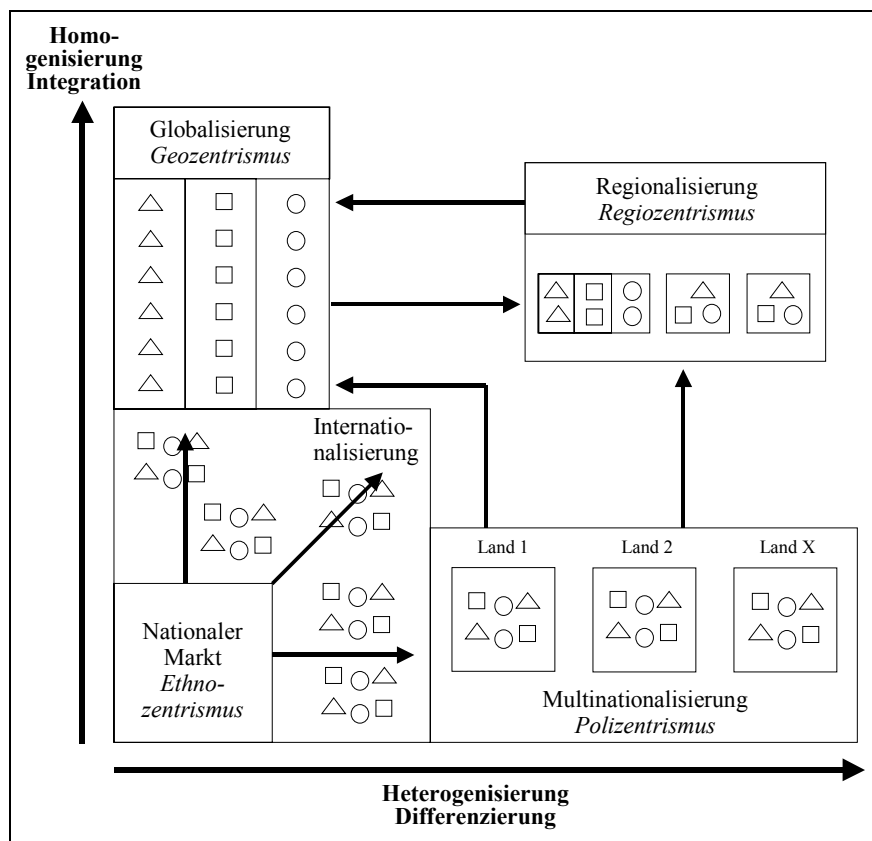 Homo-
genisierung
Integration
Globalisierung
Geozentrismus
Regionalisierung
Regiozentrismus
Internatio-
nalisierung
Land 1
Land 2
Land X
Nationaler
Markt
Ethno-
zentrismus
Multinationalisierung
Polizentrismus
Heterogenisierung
Differenzierung